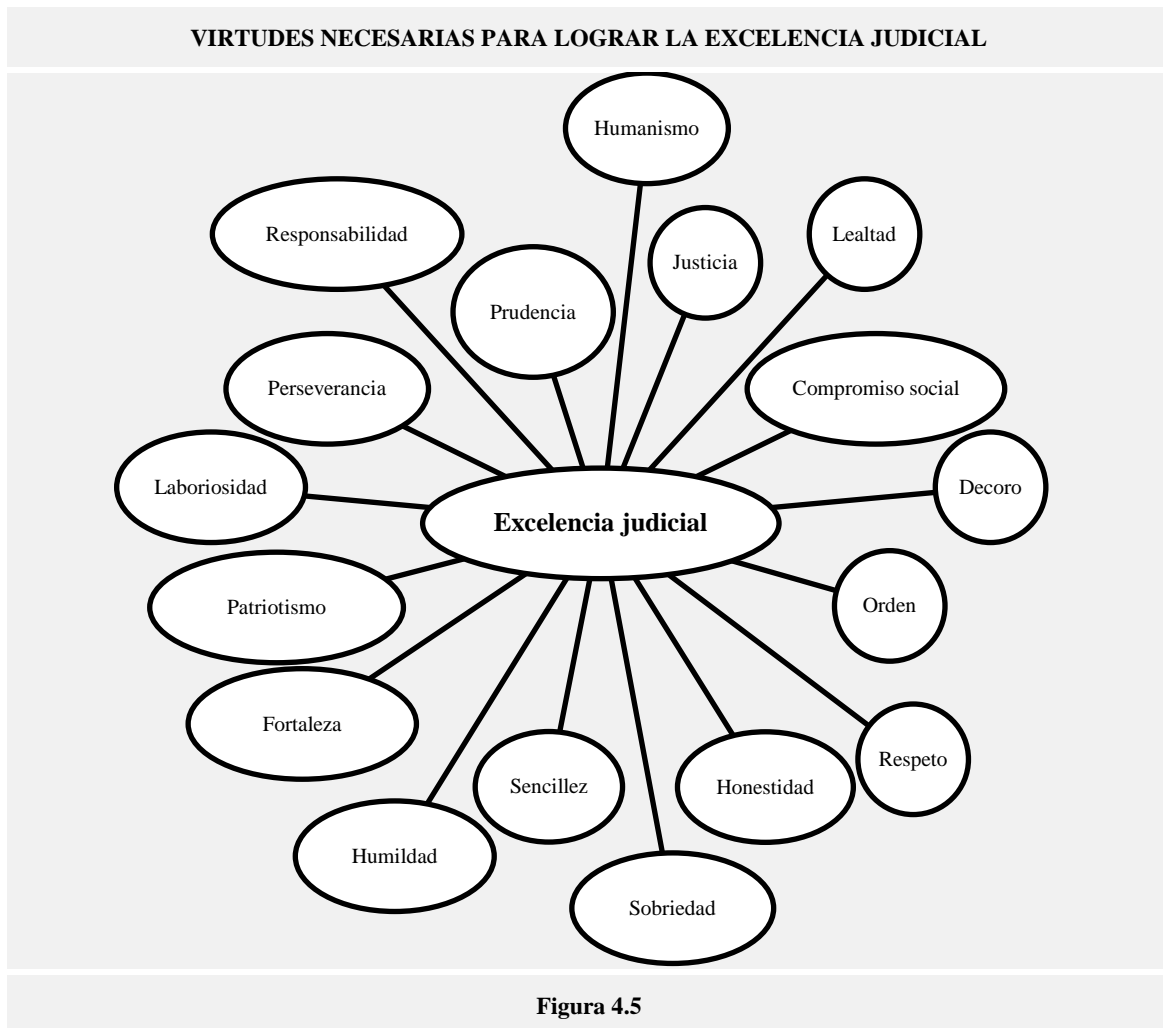 VIRTUDES NECESARIAS PARA LOGRAR LA EXCELENCIA JUDICIAL
Humanismo
Responsabilidad
Lealtad
Justicia
Prudencia
Perseverancia
Compromiso social
Laboriosidad
Decoro
Excelencia judicial
Patriotismo
Orden
Fortaleza
Respeto
Sencillez
Honestidad
Humildad
Sobriedad
Figura 4.5